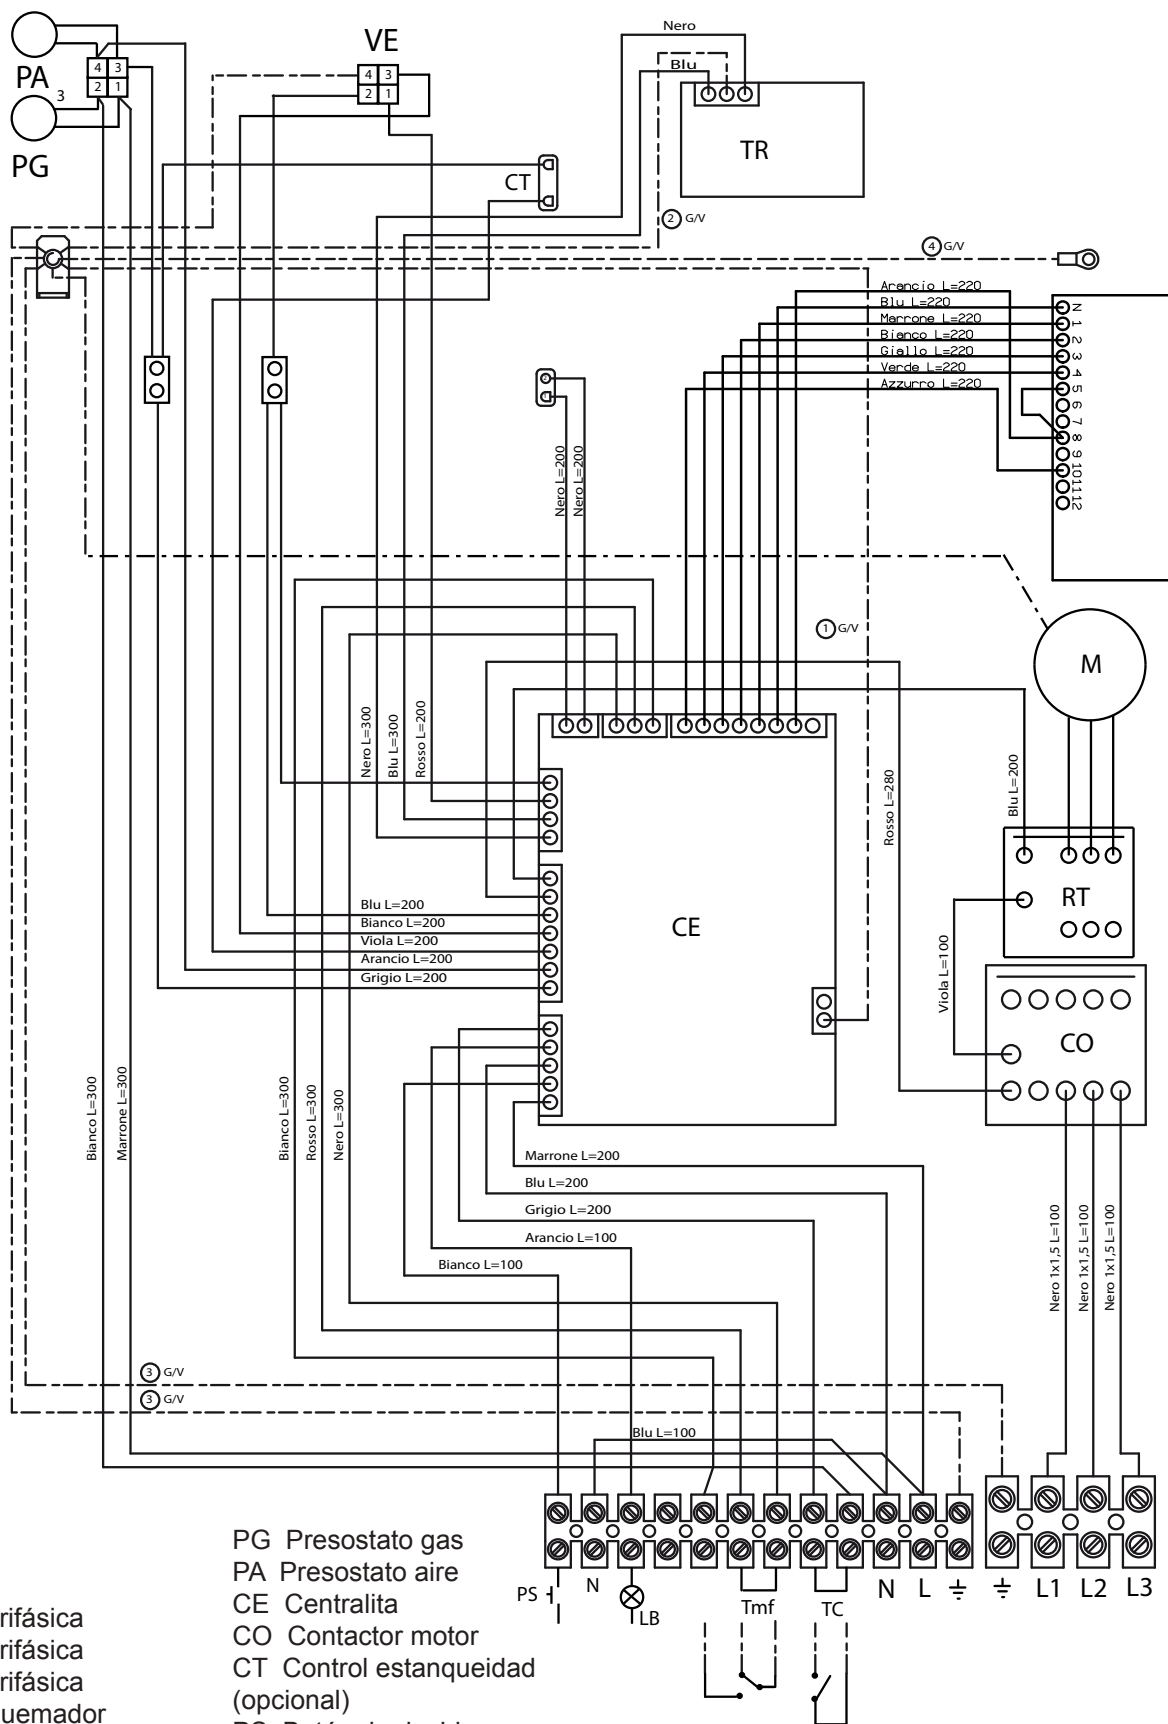 Nero
VE
Blu
4 3
2 1
4 3
2 1
PA
3
PG
TR
CT
2 G/V
4 G/V
Arancio L=220
Blu L=220
Marrone L=220
Bianco L=220
Giallo L=220
Verde L=220
Azzurro L=220
N
1
2
3
4
5
6
7
8
9
10
11
12
Nero L=200
Nero L=200
1 G/V
M
Nero L=300
Blu L=300
Rosso L=200
Rosso L=280
Blu L=200
RT
Blu L=200
Bianco L=200
Viola L=200
Arancio L=200
Grigio L=200
CE
Viola L=100
CO
Bianco L=300
Marrone L=300
Bianco L=300
Rosso L=300
Nero L=300
Marrone L=200
Blu L=200
Grigio L=200
Arancio L=100
Bianco L=100
Nero 1x1,5 L=100
Nero 1x1,5 L=100
Nero 1x1,5 L=100
3 G/V
3 G/V
Blu L=100
PS
N
LB
Tmf
TC
N
L
L1
L2
L3
PG Presostato gas
PA Presostato aire
CE Centralita
CO Contactor motor
CT Control estanqueidad
(opcional)
rifásica
rifásica
rifásica
uemador